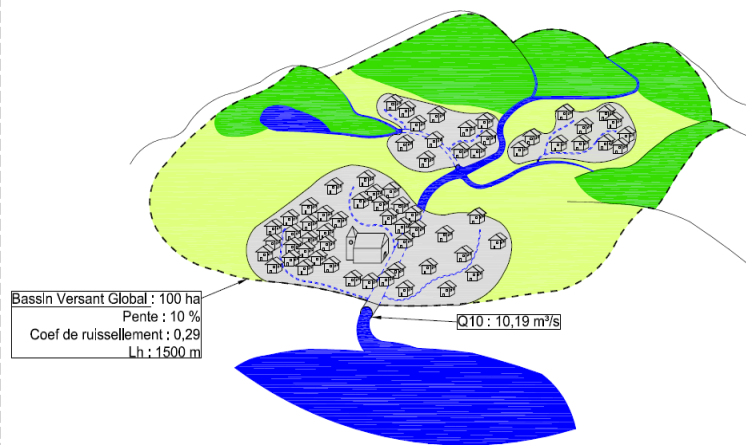 Bassin Versant Global : 100 ha
Pente : 10 %
Coef de ruissellement : 0,29
Lh : 1500 m
Q10 : 10,19 m³/s